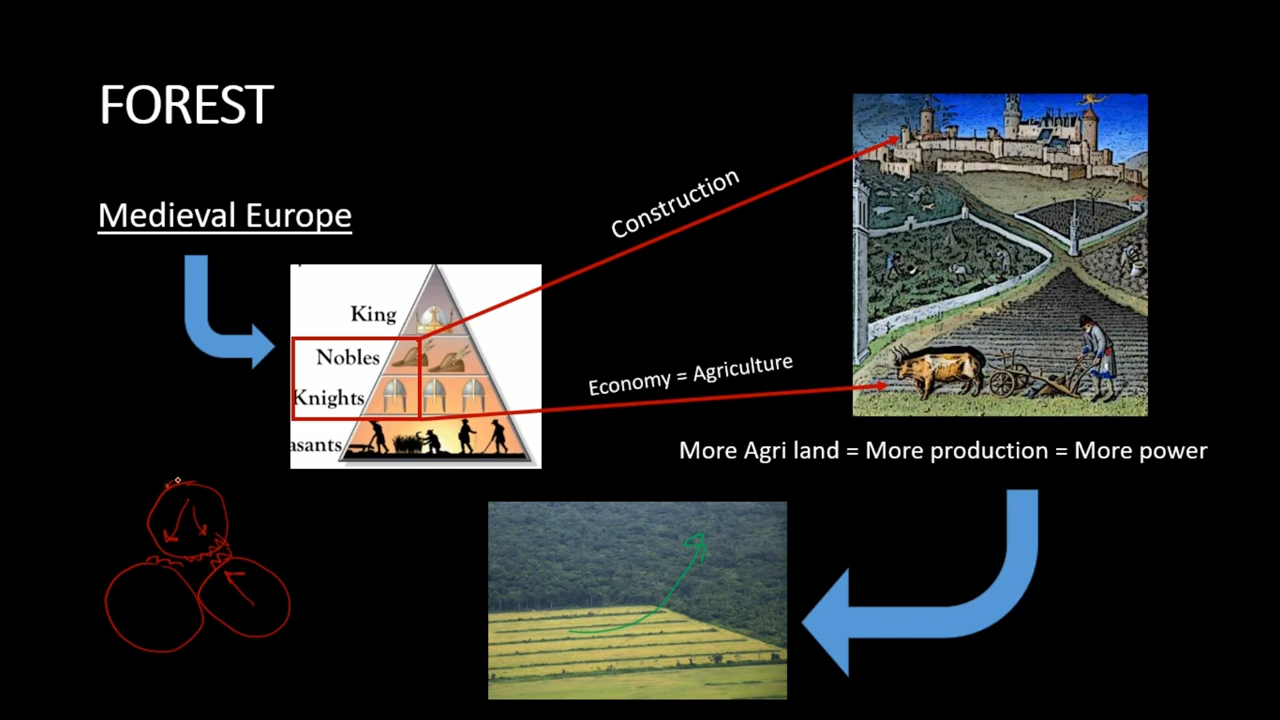 FOREST
Medieval Europe
Construction
King
Nobles
Knights
asants
Economy = Agriculture
More Agri land = More production = More power